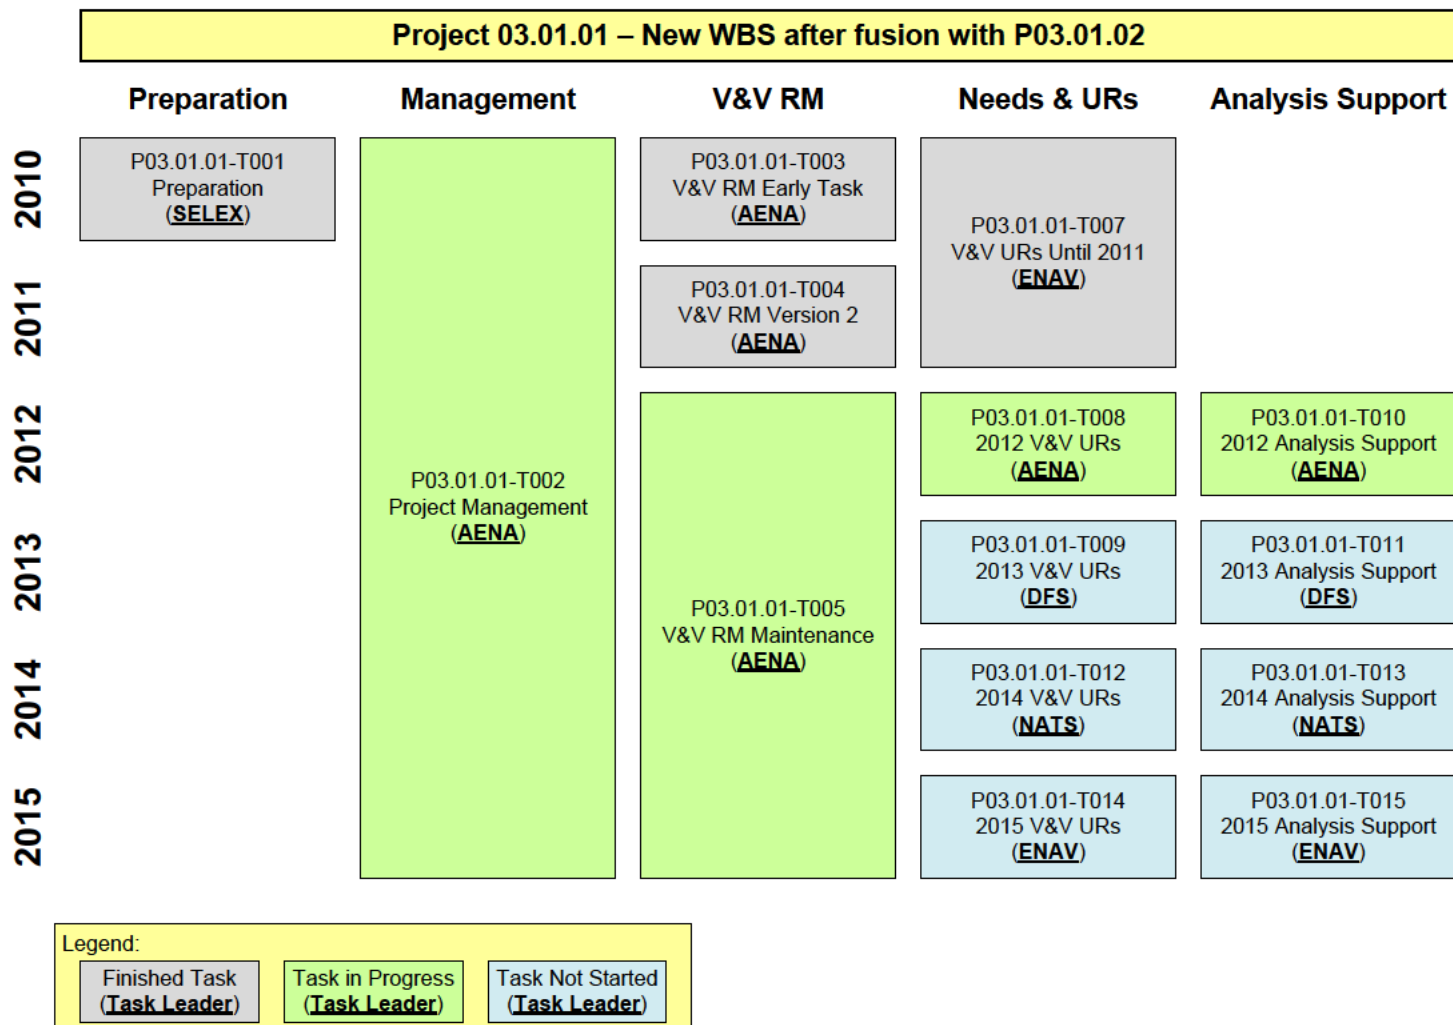 Project 03.01.01 – New WBS after fusion with P03.01.02
Preparation
Management
V&V RM
Needs & URs
Analysis Support
2010
P03.01.01-T001
Preparation
(SELEX)
P03.01.01-T003
V&V RM Early Task
(AENA)
P03.01.01-T007
V&V URs Until 2011
(ENAV)
2011
P03.01.01-T004
V&V RM Version 2
(AENA)
2012
P03.01.01-T002
Project Management
(AENA)
P03.01.01-T008
2012 V&V URs
(AENA)
P03.01.01-T010
2012 Analysis Support
(AENA)
2013
P03.01.01-T005
V&V RM Maintenance
(AENA)
P03.01.01-T009
2013 V&V URs
(DFS)
P03.01.01-T011
2013 Analysis Support
(DFS)
2014
P03.01.01-T012
2014 V&V URs
(NATS)
P03.01.01-T013
2014 Analysis Support
(NATS)
2015
P03.01.01-T014
2015 V&V URs
(ENAV)
P03.01.01-T015
2015 Analysis Support
(ENAV)
Legend:
Finished Task
(Task Leader)
Task in Progress
(Task Leader)
Task Not Started
(Task Leader)